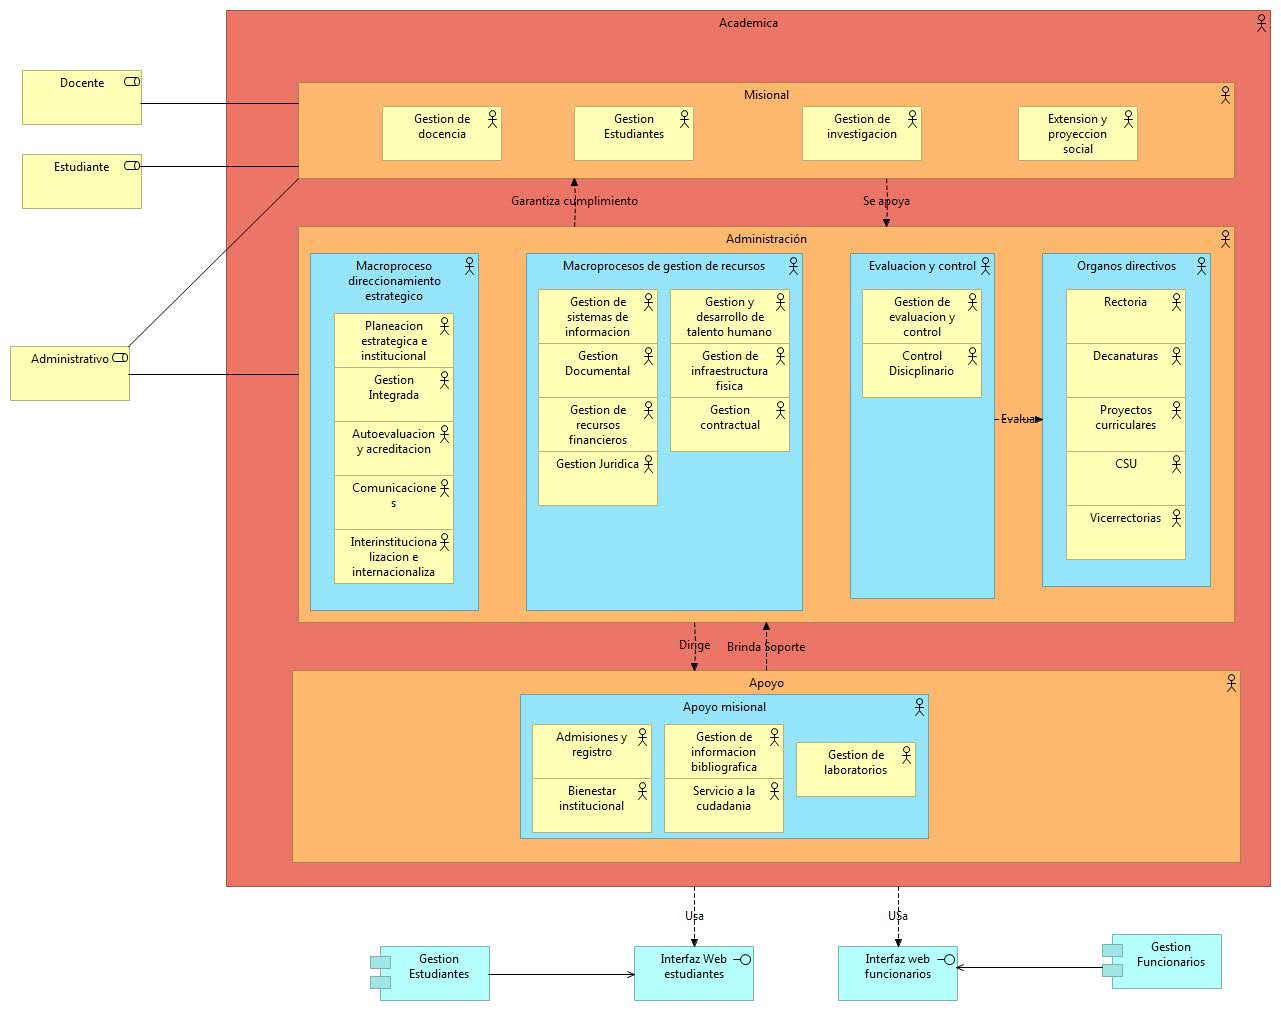 Academica
Docente
Misional
Gestion de
docencia
Gestion
Estudiantes
Gestion de
investigacion
Extension y
proyeccion
social
Estudiante
Garantiza cumplimiento
Se apoya
Administración
Macroproceso
direccionamiento
estrategico
Planeacion
estrategica e
institucional
Gestion
Integrada
Autoevaluacion
y acreditacion
Comunicacione
s
Interinstituciona
lizacion e
internacionaliza
Macroprocesos de gestion de recursos
Gestion de
sistemas de
informacion
Gestion
Documental
Gestion de
recursos
financieros
Gestion Juridica
Gestion y
desarrollo de
talento humano
Gestion de
infraestructura
fisica
Gestion
contractual
Evaluacion y control
Gestion de
evaluacion y
control
Control
Disicplinario
Evalua
Organos directivos
Rectoria
Decanaturas
Proyectos
curriculares
CSU
Vicerrectorias
Administrativo
Dirige
Brinda Soporte
Apoyo
Apoyo misional
Admisiones y
registro
Bienestar
institucional
Gestion de
informacion
bibliografica
Servicio a la
cudadania
Gestion de
laboratorios
Usa
USa
Gestion
Estudiantes
Interfaz Web
estudiantes
Interfaz web
funcionarios
Gestion
Funcionarios